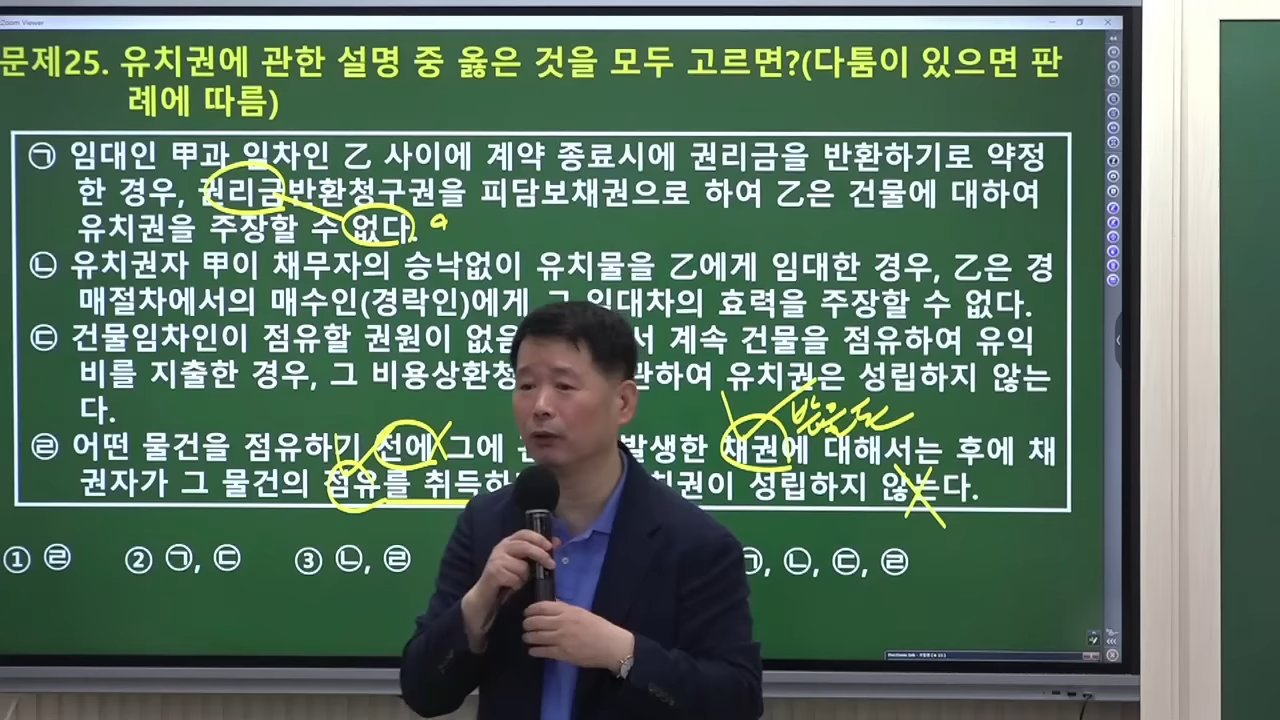 Zoom Viewer
문제25. 유치권에 관한 설명 중 옳은 것을 모두 고르면?(다툼이 있으면 판
례에 따름)
㉠ 임대인 甲과 임차인 乙 사이에 계약 종료시에 권리금을 반환하기로 약정
한 경우, 권리금반환청구권을 피담보채권으로 하여 乙은 건물에 대하여
유치권을 주장할 수 없다.
㉡ 유치권자 甲이 채무자의 승낙없이 유치물을 乙에게 임대한 경우, 乙은 경
매절차에서의 매수인(경락인)에게 그 임대차의 효력을 주장할 수 없다.
㉢ 건물임차인이 점유할 권원이 없음 서 계속 건물을 점유하여 유익
비를 지출한 경우, 그 비용상환청 관하여 유치권은 성립하지 않는
다.
㉣ 어떤 물건을 점유하기 전에 그에 발생한 채권에 대해서는 후에 채
권자가 그 물건의 점유를 취득하 치권이 성립하지 않는다.
① ㉣ ② ㉠, ㉢ ③ ㉡, ㉣ ㉠, ㉡, ㉢, ㉣